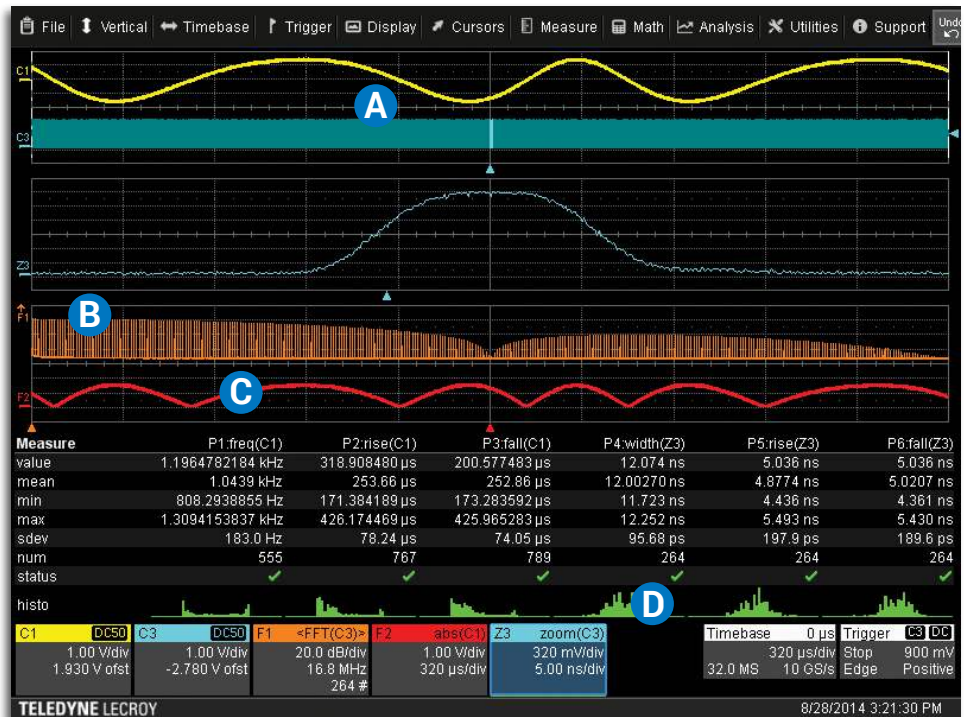 File Vertical Timebase Trigger Display Cursors Measure Math Analysis Utilities Support Undo
C1
A
C3
Z3
B
F1
C
F2
Measure P1:freq(C1) P2:rise(C1) P3:fall(C1) P4:width(Z3) P5:rise(Z3) P6:fall(Z3)
value 1.1964782184 kHz 318.908480 µs 200.577483 µs 12.074 ns 5.036 ns 5.036 ns
mean 1.0439 kHz 253.66 µs 252.86 µs 12.00270 ns 4.8774 ns 5.0207 ns
min 808.2938855 Hz 171.384189 µs 173.283592 µs 11.723 ns 4.436 ns 4.361 ns
max 1.3094153837 kHz 426.174469 µs 425.965283 µs 12.252 ns 5.493 ns 5.430 ns
sdev 183.0 Hz 78.24 µs 74.05 µs 95.68 ps 197.9 ps 189.6 ps
num 555 767 789 264 264 264
status
histo D
C1 DC50 C3 DC50 F1 <FFT(C3)> F2 abs(C1) Z3 zoom(C3) Timebase 0 µs Trigger C3 DC
1.00 V/div 1.00 V/div 20.0 dB/div 1.00 V/div 320 mV/div 320 µs/div Stop 900 mV
1.930 V ofst -2.780 V ofst 16.8 MHz 320 µs/div 5.00 ns/div 32.0 MS 10 GS/s Edge Positive
264 #
TELEDYNE LECROY 8/28/2014 3:21:30 PM